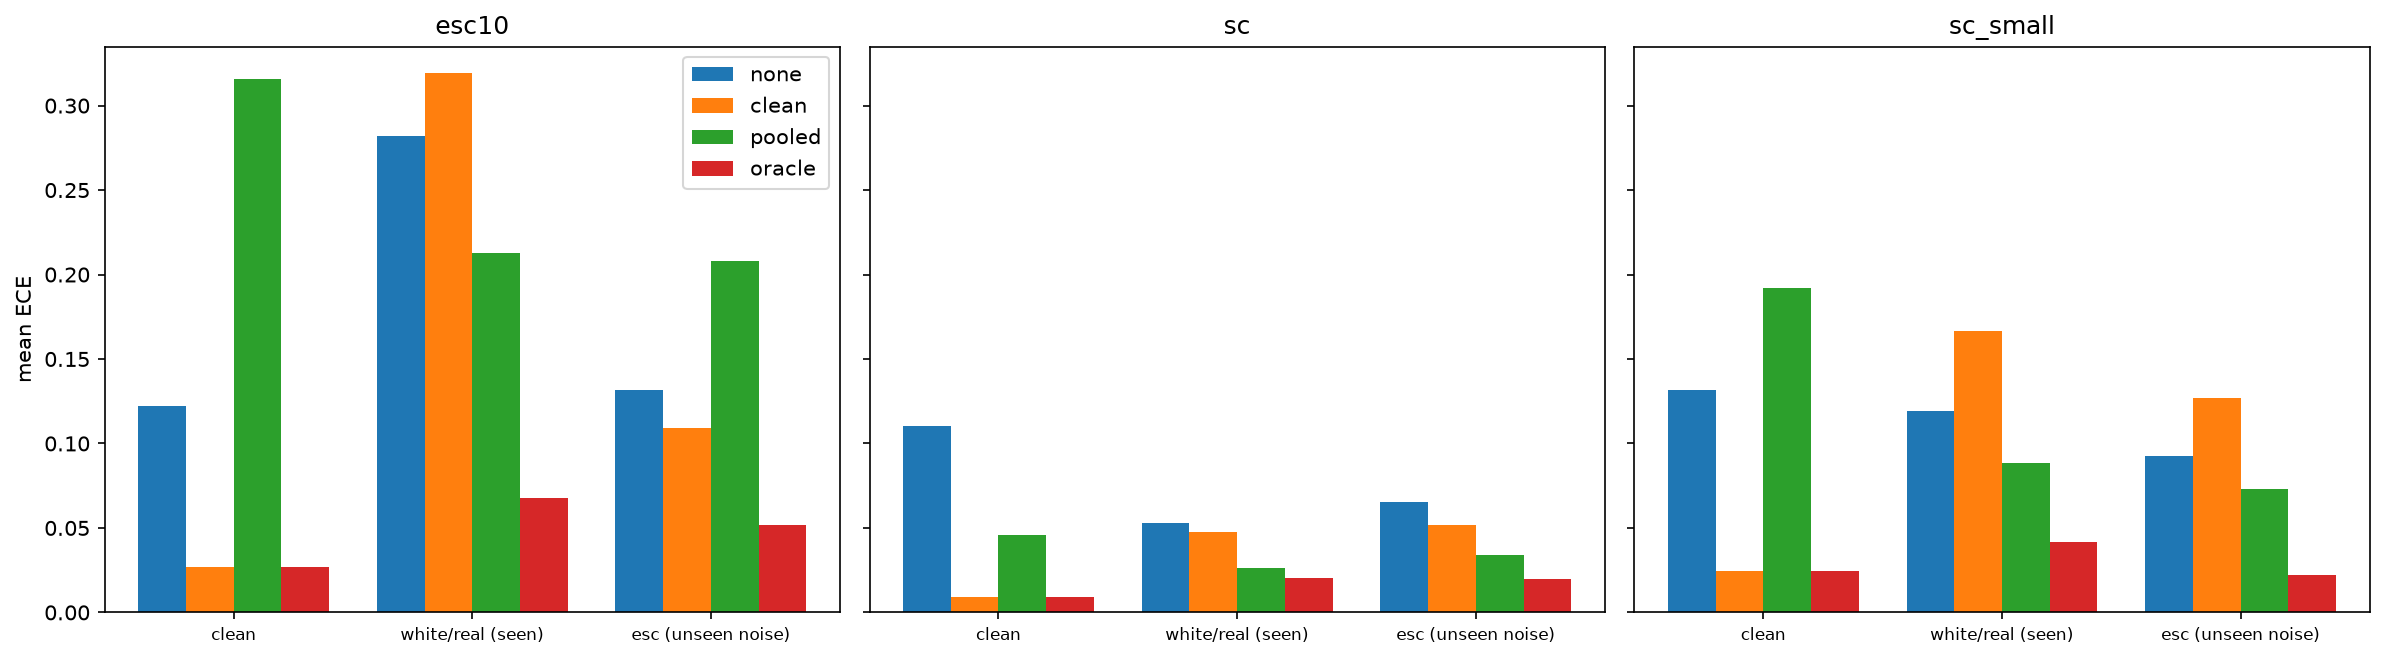 esc10
sc
sc_small
mean ECE
0.30
0.25
0.20
0.15
0.10
0.05
0.00
none
clean
pooled
oracle
clean
white/real (seen)
esc (unseen noise)
clean
white/real (seen)
esc (unseen noise)
clean
white/real (seen)
esc (unseen noise)